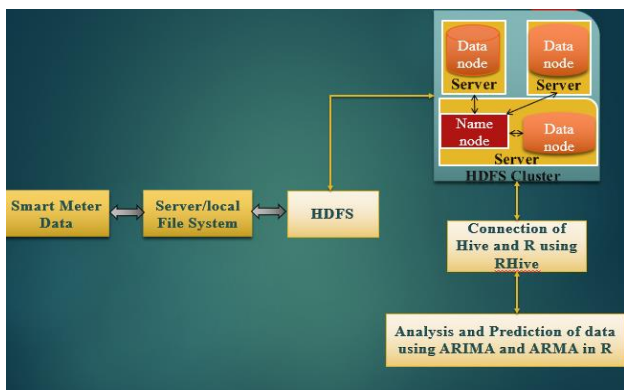 Data
node
Server
Data
node
Server
Name
node
Data
node
Server
HDFS Cluster
Smart Meter
Data
Server/local
File System
HDFS
Connection of
Hive and R using
RHive
Analysis and Prediction of data
using ARIMA and ARMA in R